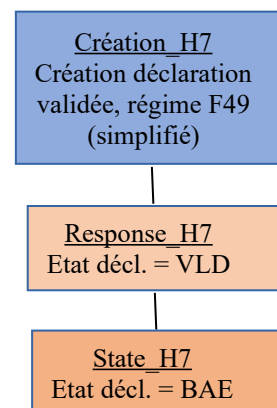 Création_H7
Création déclaration
validée, régime F49
(simplifié)
Response_H7
Etat décl. = VLD
State_H7
Etat décl. = BAE